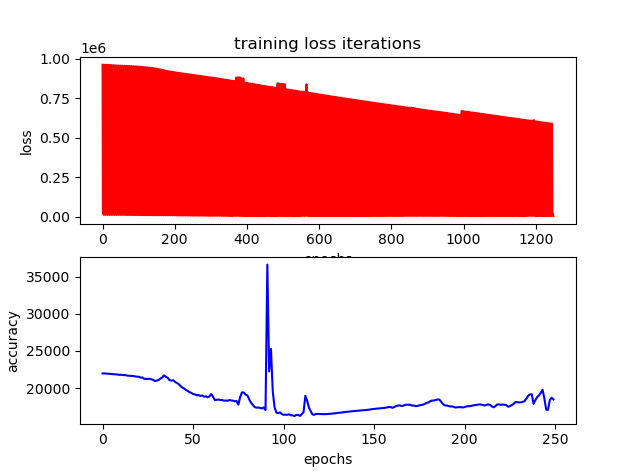 training loss iterations
1e6
1.00
0.75
0.50
0.25
0.00
loss
0 200 400 600 800 1000 1200
epochs
35000
30000
25000
20000
accuracy
0 50 100 150 200 250
epochs